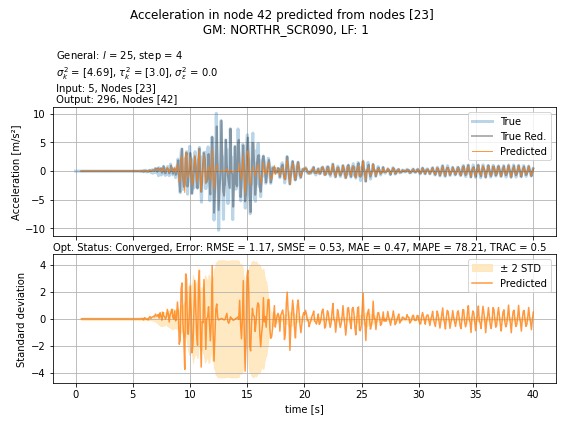 Acceleration in node 42 predicted from nodes [23]
GM: NORTHR_SCR090, LF: 1
General: l = 25, step = 4
σ²ₖ = [4.69], τ²ₖ = [3.0], σ²ε = 0.0
Input: 5, Nodes [23]
Output: 296, Nodes [42]
Acceleration [m/s²]
10
5
0
−5
−10
True
True Red.
Predicted
Opt. Status: Converged, Error: RMSE = 1.17, SMSE = 0.53, MAE = 0.47, MAPE = 78.21, TRAC = 0.5
Standard deviation
4
2
0
−2
−4
± 2 STD
Predicted
0 5 10 15 20 25 30 35 40
time [s]